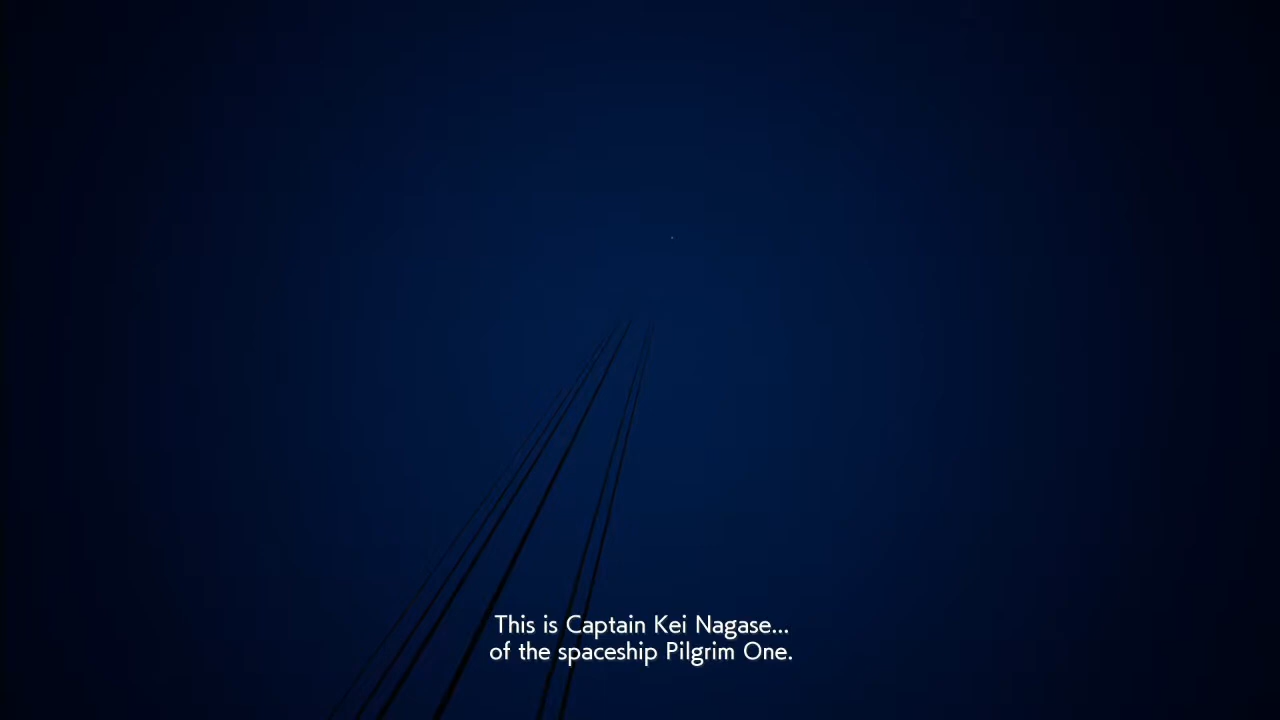 This is Captain Kei Nagase...
of the spaceship Pilgrim One.